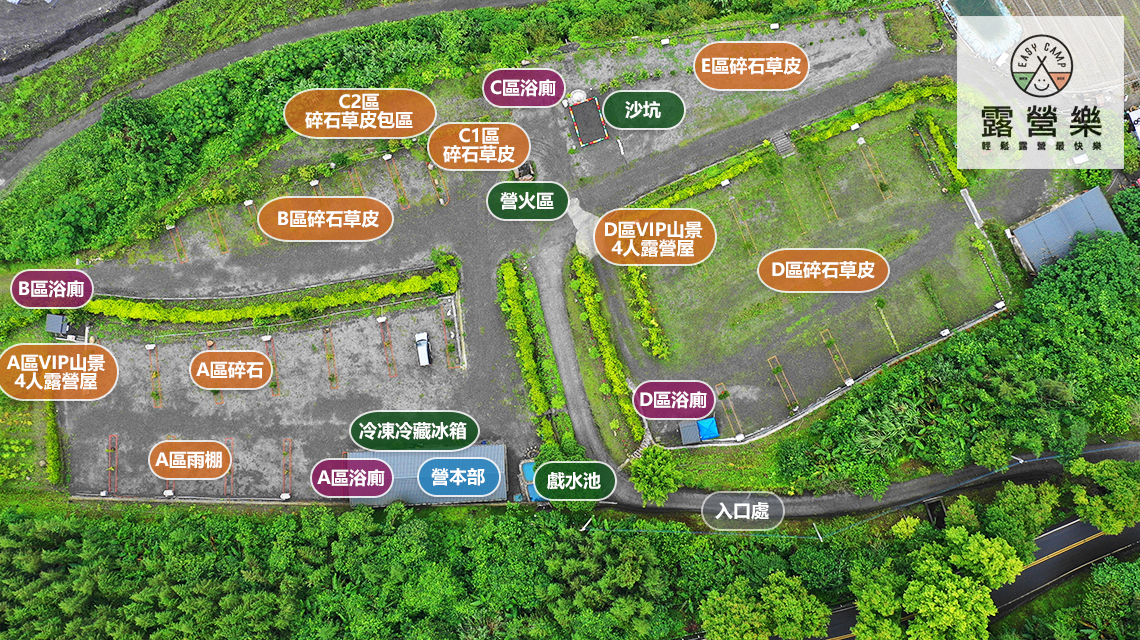 EASY CAMP
露營樂
輕鬆露營最快樂
E區碎石草皮
C區浴廁
C2區
碎石草皮包區
沙坑
C1區
碎石草皮
營火區
B區碎石草皮
D區VIP山景
4人露營屋
D區碎石草皮
B區浴廁
A區VIP山景
4人露營屋
A區碎石
D區浴廁
冷凍冷藏冰箱
A區雨棚
A區浴廁
營本部
戲水池
入口處